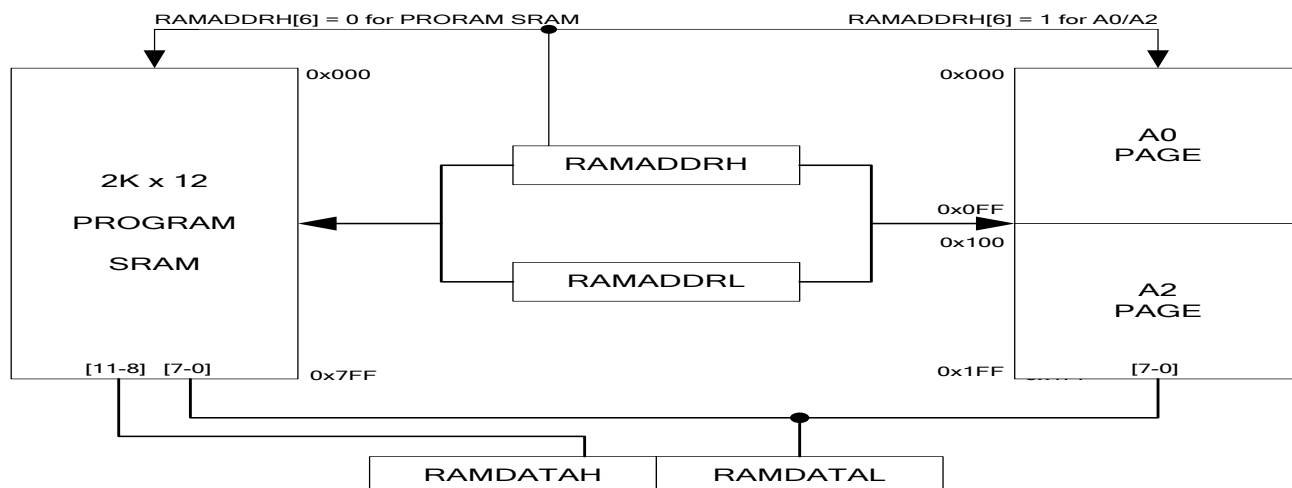 RAMADDRH[6] = 0 for PRORAM SRAM
RAMADDRH[6] = 1 for A0/A2
0x000
0x000
A0
PAGE
RAMADDRH
2K x 12
PROGRAM
SRAM
0x0FF
0x100
RAMADDRL
A2
PAGE
[11-8] [7-0]
0x7FF
0x1FF
[7-0]
RAMDATAH
RAMDATAL